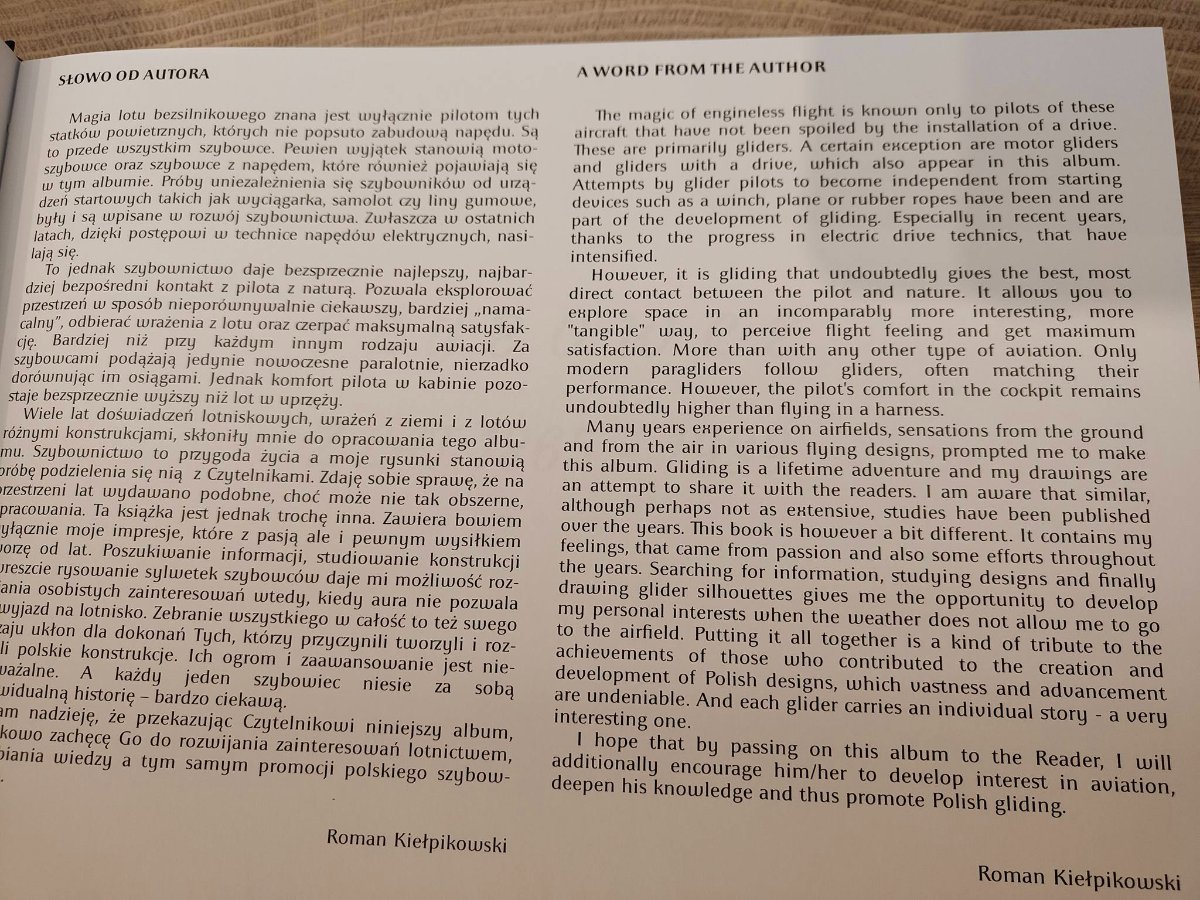 SŁOWO OD AUTORA
Magia lotu bezsilnikowego znana jest wyłącznie pilotom tych
statków powietrznych, których nie popsuto zabudową napędu. Są
to przede wszystkim szybowce. Pewien wyjątek stanowią moto-
szybowce oraz szybowce z napędem, które również pojawiają się
w tym albumie. Próby uniezależnienia się szybowników od urzą-
dzeń startowych takich jak wyciągarka, samolot czy liny gumowe,
były i są wpisane w rozwój szybownictwa. Zwłaszcza w ostatnich
latach, dzięki postępowi w technice napędów elektrycznych, nasi-
lają się.
To jednak szybownictwo daje bezsprzecznie najlepszy, najbar-
dziej bezpośredni kontakt z pilota z naturą. Pozwala eksplorować
przestrzeń w sposób nieporównywalnie ciekawszy, bardziej „nama-
calny”, odbierać wrażenia z lotu oraz czerpać maksymalną satysfak-
cję. Bardziej niż przy każdym innym rodzaju awiacji. Za
szybowcami podążają jedynie nowoczesne paralotnie, nierzadko
dorównując im osiągami. Jednak komfort pilota w kabinie pozo-
staje bezsprzecznie wyższy niż lot w uprzęży.
Wiele lat doświadczeń lotniskowych, wrażeń z ziemi i z lotów
różnymi konstrukcjami, skłoniły mnie do opracowania tego albu-
mu. Szybownictwo to przygoda życia a moje rysunki stanowią
próbę podzielenia się nią z Czytelnikami. Zdaję sobie sprawę, że na
przestrzeni lat wydawano podobne, choć może nie tak obszerne,
pracowania. Ta książka jest jednak trochę inna. Zawiera bowiem
yłącznie moje impresje, które z pasją ale i pewnym wysiłkiem
orzę od lat. Poszukiwanie informacji, studiowanie konstrukcji
reszcie rysowanie sylwetek szybowców daje mi możliwość roz-
jania osobistych zainteresowań wtedy, kiedy aura nie pozwala
wyjazd na lotnisko. Zebranie wszystkiego w całość to też swego
zaju ukłon dla dokonań Tych, którzy przyczynili tworzyli i roz-
li polskie konstrukcje. Ich ogrom i zaawansowanie jest nie-
ważalne. A każdy jeden szybowiec niesie za sobą
widualną historię – bardzo ciekawą.
am nadzieję, że przekazując Czytelnikowi niniejszy album,
kowo zachęcę Go do rozwijania zainteresowań lotnictwem,
biania wiedzy a tym samym promocji polskiego szybow-
Roman Kiełpikowski
A WORD FROM THE AUTHOR
The magic of engineless flight is known only to pilots of these
aircraft that have not been spoiled by the installation of a drive.
These are primarily gliders. A certain exception are motor gliders
and gliders with a drive, which also appear in this album.
Attempts by glider pilots to become independent from starting
devices such as a winch, plane or rubber ropes have been and are
part of the development of gliding. Especially in recent years,
thanks to the progress in electric drive technics, that have
intensified.
However, it is gliding that undoubtedly gives the best, most
direct contact between the pilot and nature. It allows you to
explore space in an incomparably more interesting, more
"tangible" way, to perceive flight feeling and get maximum
satisfaction. More than with any other type of aviation. Only
modern paragliders follow gliders, often matching their
performance. However, the pilot's comfort in the cockpit remains
undoubtedly higher than flying in a harness.
Many years experience on airfields, sensations from the ground
and from the air in various flying designs, prompted me to make
this album. Gliding is a lifetime adventure and my drawings are
an attempt to share it with the readers. I am aware that similar,
although perhaps not as extensive, studies have been published
over the years. This book is however a bit different. It contains my
feelings, that came from passion and also some efforts throughout
the years. Searching for information, studying designs and finally
drawing glider silhouettes gives me the opportunity to develop
my personal interests when the weather does not allow me to go
to the airfield. Putting it all together is a kind of tribute to the
achievements of those who contributed to the creation and
development of Polish designs, which vastness and advancement
are undeniable. And each glider carries an individual story - a very
interesting one.
I hope that by passing on this album to the Reader, I will
additionally encourage him/her to develop interest in aviation,
deepen his knowledge and thus promote Polish gliding.
Roman Kiełpikowski